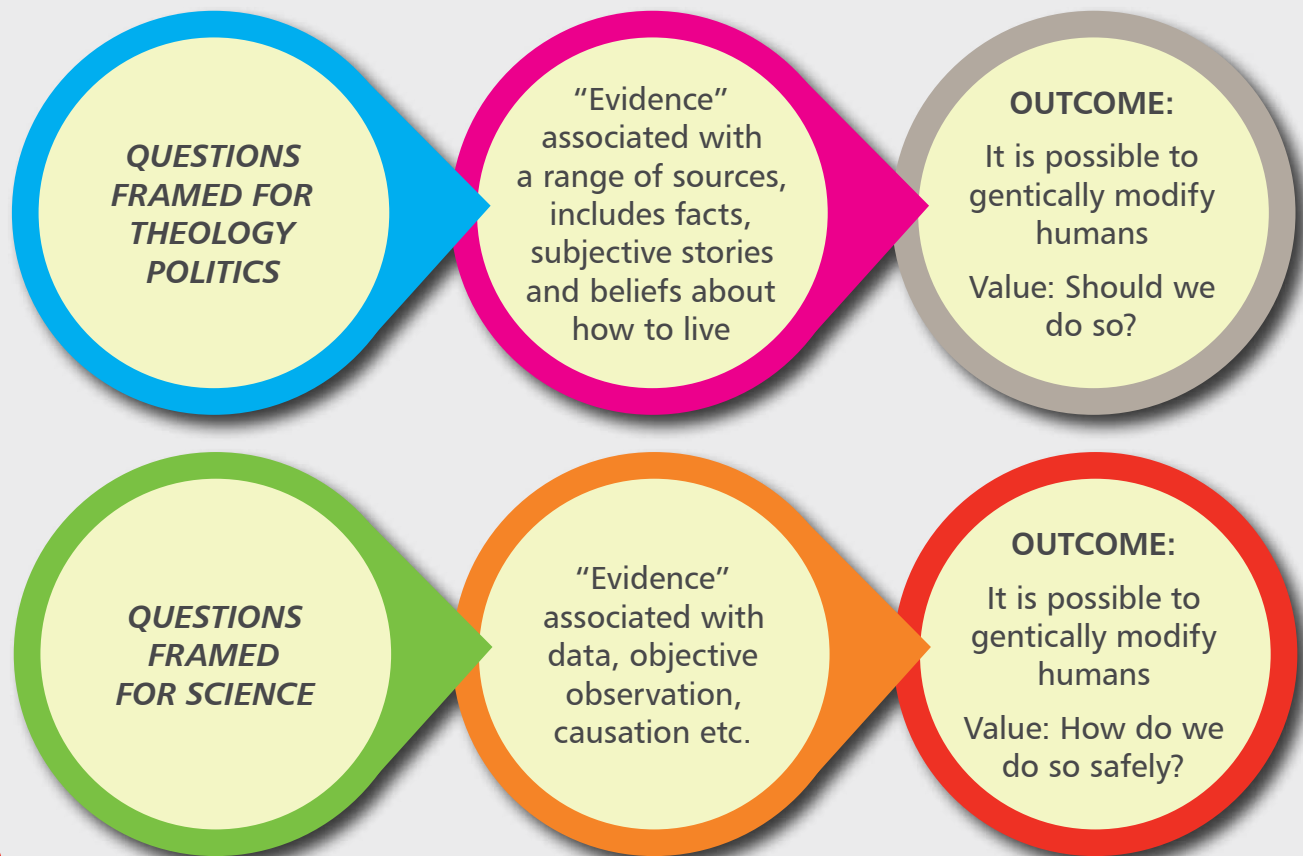 QUESTIONS
FRAMED FOR
THEOLOGY
POLITICS
“Evidence”
associated with
a range of sources,
includes facts,
subjective stories
and beliefs about
how to live
OUTCOME:
It is possible to
gentically modify
humans
Value: Should we
do so?
QUESTIONS
FRAMED
FOR SCIENCE
“Evidence”
associated with
data, objective
observation,
causation etc.
OUTCOME:
It is possible to
gentically modify
humans
Value: How do we
do so safely?